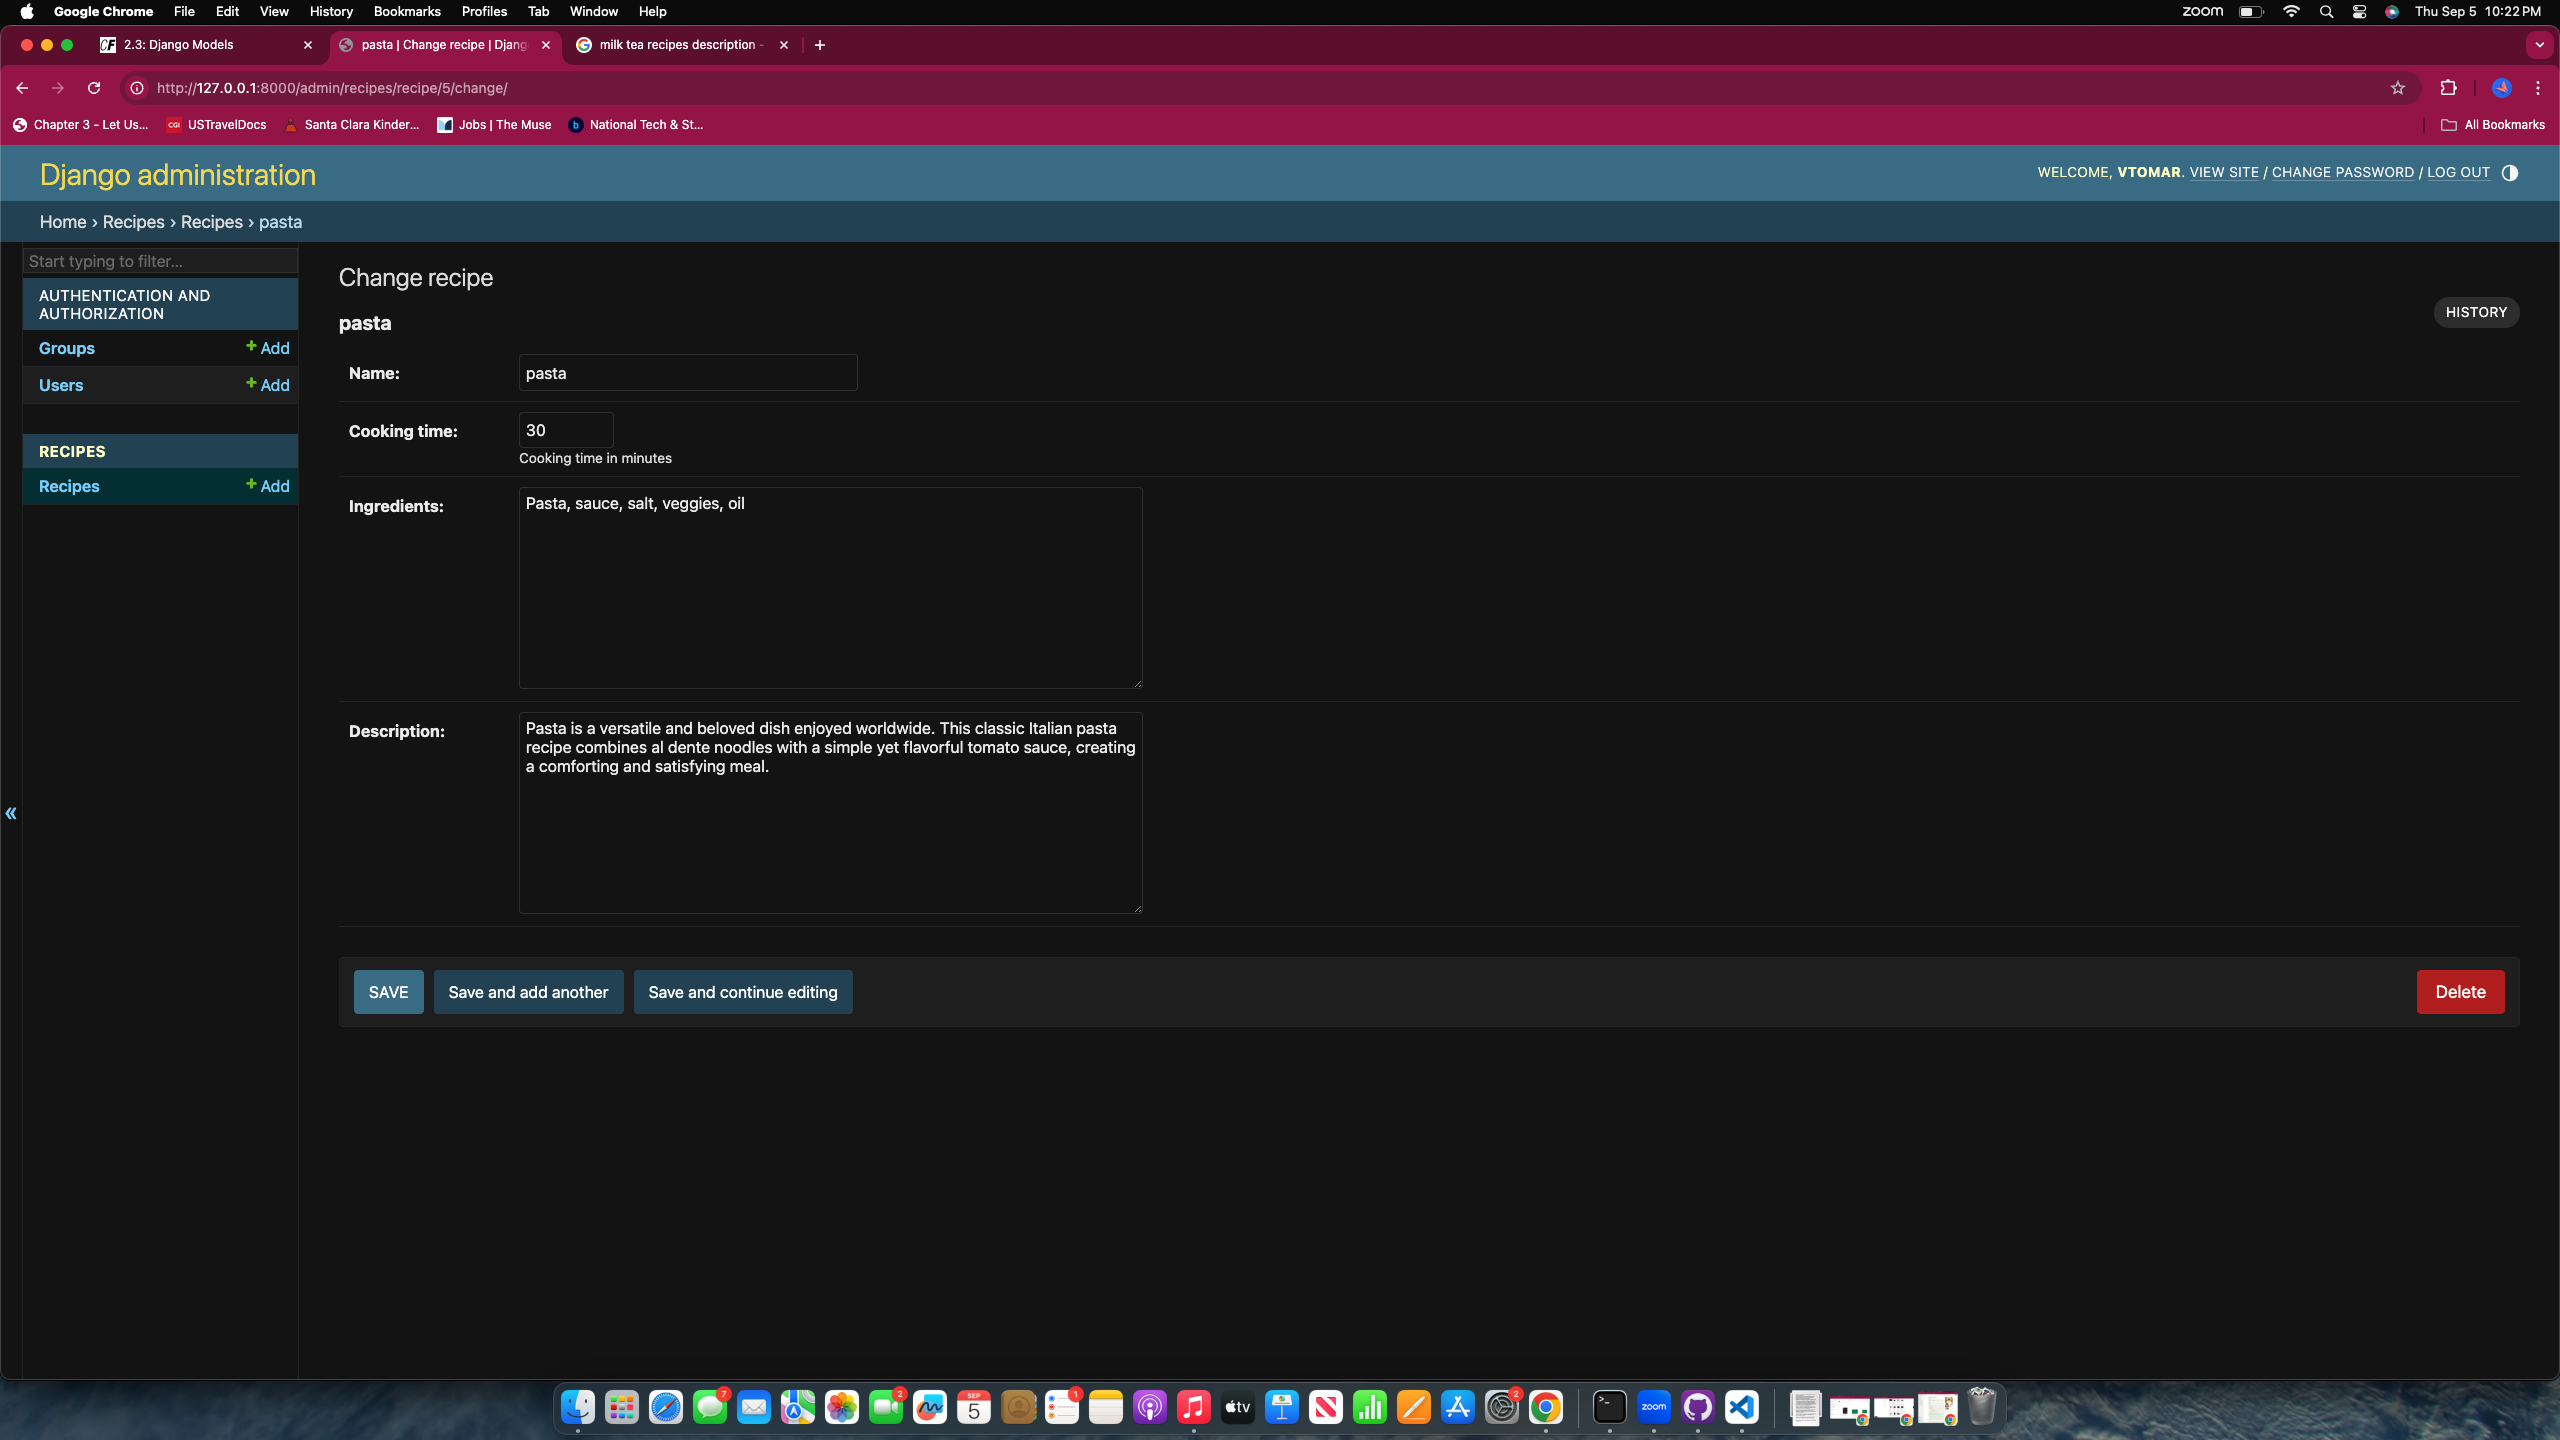 Google Chrome File Edit View History Bookmarks Profiles Tab Window Help
zoom Thu Sep 5 10:22 PM
CF 2.3: Django Models
pasta | Change recipe | Djang
milk tea recipes description -
http://127.0.0.1:8000/admin/recipes/recipe/5/change/
Chapter 3 - Let Us...
CGI USTravelDocs
Santa Clara Kinder...
Jobs | The Muse
b National Tech & St...
All Bookmarks
Django administration
WELCOME, VTOMAR. VIEW SITE / CHANGE PASSWORD / LOG OUT
Home › Recipes › Recipes › pasta
Start typing to filter...
AUTHENTICATION AND
AUTHORIZATION
Groups + Add
Users + Add
RECIPES
Recipes + Add
«
Change recipe
pasta
HISTORY
Name: pasta
Cooking time: 30
Cooking time in minutes
Ingredients: Pasta, sauce, salt, veggies, oil
Description: Pasta is a versatile and beloved dish enjoyed worldwide. This classic Italian pasta
recipe combines al dente noodles with a simple yet flavorful tomato sauce, creating
a comforting and satisfying meal.
SAVE
Save and add another
Save and continue editing
Delete
7
2
SEP
5
1
tv
2
zoom